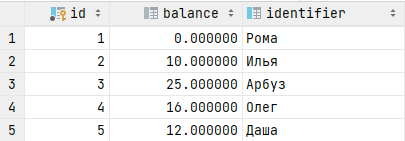 id balance identifier
1 1 0.000000 Рома
2 2 10.000000 Илья
3 3 25.000000 Арбуз
4 4 16.000000 Олег
5 5 12.000000 Даша